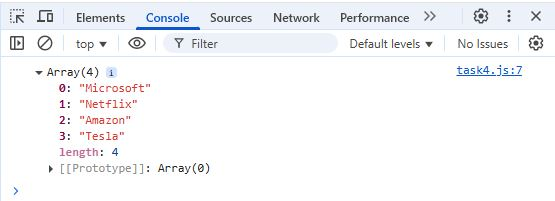 Elements Console Sources Network Performance
top Filter Default levels No Issues
Array(4) i task4.js:7
0: "Microsoft"
1: "Netflix"
2: "Amazon"
3: "Tesla"
length: 4
[[Prototype]]: Array(0)